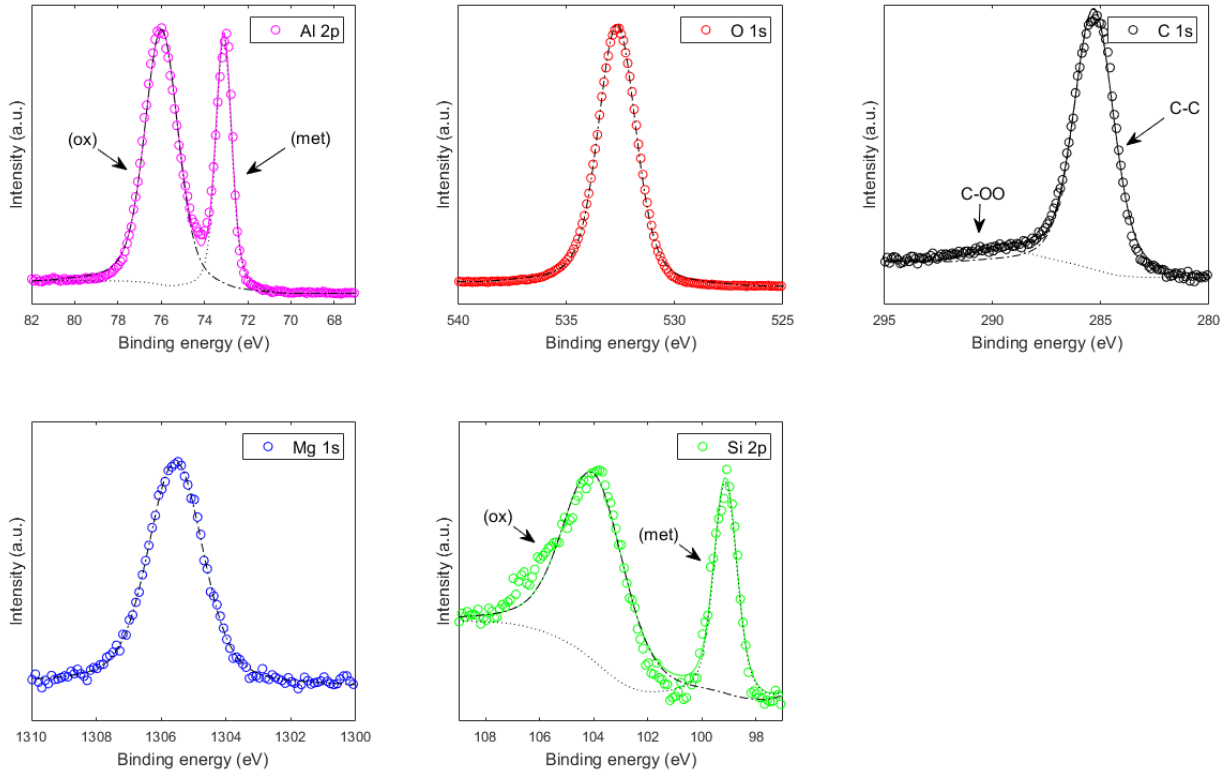 Al 2p
(ox)
(met)
Intensity (a.u.)
82 80 78 76 74 72 70 68
Binding energy (eV)
O 1s
Intensity (a.u.)
540 535 530 525
Binding energy (eV)
C 1s
C-C
C-OO
Intensity (a.u.)
295 290 285 280
Binding energy (eV)
Mg 1s
Intensity (a.u.)
1310 1308 1306 1304 1302 1300
Binding energy (eV)
Si 2p
(ox)
(met)
Intensity (a.u.)
108 106 104 102 100 98
Binding energy (eV)